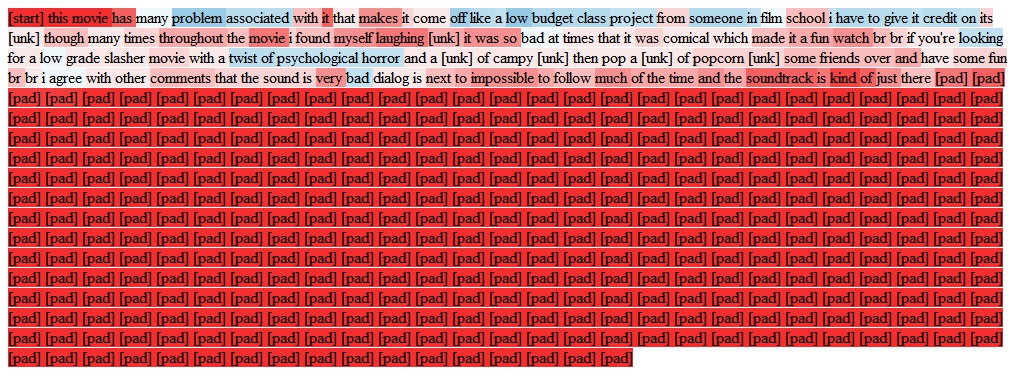 [start] this movie has many problem associated with it that makes it come off like a low budget class project from someone in film school i have to give it credit on its
[unk] though many times throughout the movie i found myself laughing [unk] it was so bad at times that it was comical which made it a fun watch br br if you're looking
for a low grade slasher movie with a twist of psychological horror and a [unk] of campy [unk] then pop a [unk] of popcorn [unk] some friends over and have some fun
br br i agree with other comments that the sound is very bad dialog is next to impossible to follow much of the time and the soundtrack is kind of just there [pad] [pad]
[pad] [pad] [pad] [pad] [pad] [pad] [pad] [pad] [pad] [pad] [pad] [pad] [pad] [pad] [pad] [pad] [pad] [pad] [pad] [pad] [pad] [pad] [pad] [pad] [pad] [pad] [pad]
[pad] [pad] [pad] [pad] [pad] [pad] [pad] [pad] [pad] [pad] [pad] [pad] [pad] [pad] [pad] [pad] [pad] [pad] [pad] [pad] [pad] [pad] [pad] [pad] [pad] [pad] [pad]
[pad] [pad] [pad] [pad] [pad] [pad] [pad] [pad] [pad] [pad] [pad] [pad] [pad] [pad] [pad] [pad] [pad] [pad] [pad] [pad] [pad] [pad] [pad] [pad] [pad] [pad] [pad]
[pad] [pad] [pad] [pad] [pad] [pad] [pad] [pad] [pad] [pad] [pad] [pad] [pad] [pad] [pad] [pad] [pad] [pad] [pad] [pad] [pad] [pad] [pad] [pad] [pad] [pad] [pad]
[pad] [pad] [pad] [pad] [pad] [pad] [pad] [pad] [pad] [pad] [pad] [pad] [pad] [pad] [pad] [pad] [pad] [pad] [pad] [pad] [pad] [pad] [pad] [pad] [pad] [pad] [pad]
[pad] [pad] [pad] [pad] [pad] [pad] [pad] [pad] [pad] [pad] [pad] [pad] [pad] [pad] [pad] [pad] [pad] [pad] [pad] [pad] [pad] [pad] [pad] [pad] [pad] [pad] [pad]
[pad] [pad] [pad] [pad] [pad] [pad] [pad] [pad] [pad] [pad] [pad] [pad] [pad] [pad] [pad] [pad] [pad] [pad] [pad] [pad] [pad] [pad] [pad] [pad] [pad] [pad] [pad]
[pad] [pad] [pad] [pad] [pad] [pad] [pad] [pad] [pad] [pad] [pad] [pad] [pad] [pad] [pad] [pad] [pad] [pad] [pad] [pad] [pad] [pad] [pad] [pad] [pad] [pad] [pad]
[pad] [pad] [pad] [pad] [pad] [pad] [pad] [pad] [pad] [pad] [pad] [pad] [pad] [pad] [pad] [pad] [pad] [pad] [pad] [pad] [pad] [pad] [pad] [pad] [pad] [pad] [pad]
[pad] [pad] [pad] [pad] [pad] [pad] [pad] [pad] [pad] [pad] [pad] [pad] [pad] [pad] [pad] [pad] [pad] [pad] [pad] [pad] [pad] [pad] [pad] [pad] [pad] [pad] [pad]
[pad] [pad] [pad] [pad] [pad] [pad] [pad] [pad] [pad] [pad] [pad] [pad] [pad] [pad] [pad] [pad] [pad] [pad] [pad] [pad] [pad] [pad] [pad] [pad] [pad] [pad] [pad]
[pad] [pad] [pad] [pad] [pad] [pad] [pad] [pad] [pad] [pad] [pad] [pad] [pad] [pad] [pad] [pad] [pad] [pad] [pad] [pad] [pad] [pad] [pad] [pad] [pad] [pad] [pad]
[pad] [pad] [pad] [pad] [pad] [pad] [pad] [pad] [pad] [pad] [pad] [pad] [pad] [pad] [pad] [pad] [pad] [pad] [pad] [pad] [pad] [pad] [pad] [pad] [pad] [pad] [pad]
[pad] [pad] [pad] [pad] [pad] [pad] [pad] [pad] [pad] [pad] [pad] [pad] [pad] [pad] [pad] [pad] [pad]